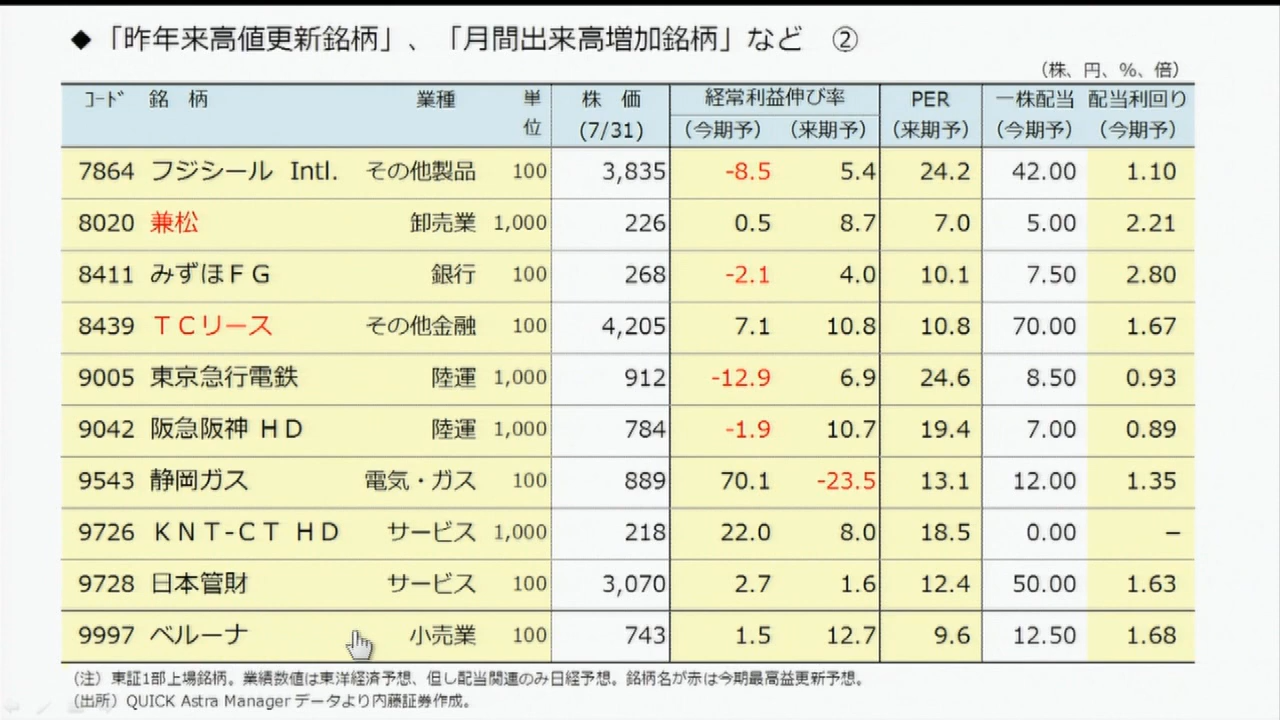 ◆「昨年来高値更新銘柄」、「月間出来高増加銘柄」など ②
（株、円、%、倍）
ｺｰﾄﾞ 銘 柄 業種 単位 株 価 (7/31) 経常利益伸び率 （今期予） （来期予） PER （来期予） 一株配当 （今期予） 配当利回り （今期予）
7864 フジシール Intl. その他製品 100 3,835 -8.5 5.4 24.2 42.00 1.10
8020 兼松 卸売業 1,000 226 0.5 8.7 7.0 5.00 2.21
8411 みずほＦＧ 銀行 100 268 -2.1 4.0 10.1 7.50 2.80
8439 ＴＣリース その他金融 100 4,205 7.1 10.8 10.8 70.00 1.67
9005 東京急行電鉄 陸運 1,000 912 -12.9 6.9 24.6 8.50 0.93
9042 阪急阪神ＨＤ 陸運 1,000 784 -1.9 10.7 19.4 7.00 0.89
9543 静岡ガス 電気・ガス 100 889 70.1 -23.5 13.1 12.00 1.35
9726 ＫＮＴ-ＣＴ ＨＤ サービス 1,000 218 22.0 8.0 18.5 0.00 –
9728 日本管財 サービス 100 3,070 2.7 1.6 12.4 50.00 1.63
9997 ベルーナ 小売業 100 743 1.5 12.7 9.6 12.50 1.68
（注）東証1部上場銘柄。業績数値は東洋経済予想、但し配当関連のみ日経予想。銘柄名が赤は今期最高益更新予想。
（出所）QUICK Astra Manager データより内藤証券作成。